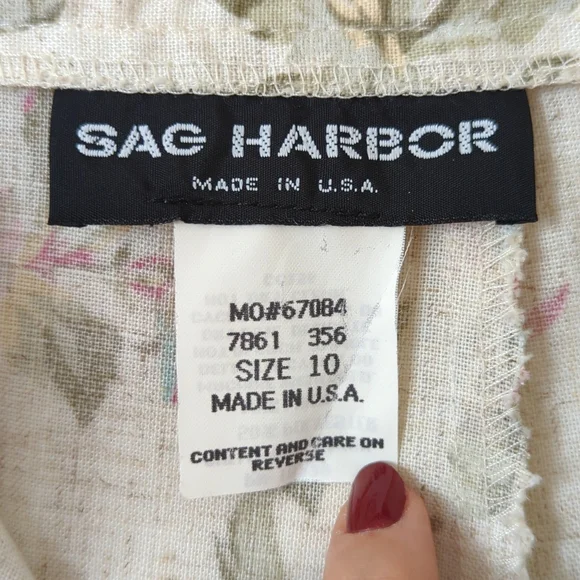 SAG HARBOR
MADE IN U.S.A.
MO#67084
7861 356
SIZE 10
MADE IN U.S.A.
CONTENT AND CARE ON
REVERSE